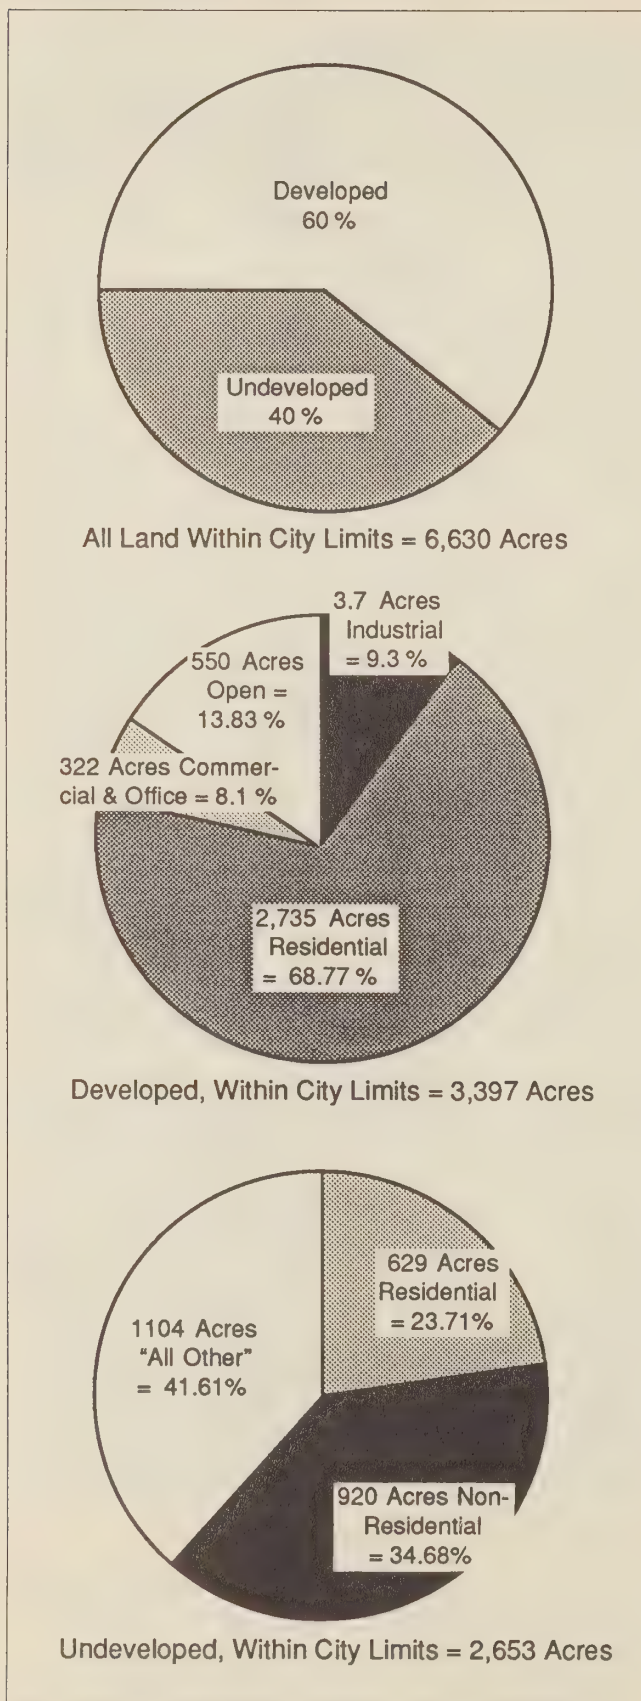 Developed
60 %
Undeveloped
40 %
All Land Within City Limits = 6,630 Acres
3.7 Acres
Industrial
= 9.3 %
550 Acres
Open =
13.83 %
322 Acres Commer-
cial & Office = 8.1 %
2,735 Acres
Residential
= 68.77 %
Developed, Within City Limits = 3,397 Acres
629 Acres
Residential
= 23.71%
1104 Acres
"All Other"
= 41.61%
920 Acres Non-
Residential
= 34.68%
Undeveloped, Within City Limits = 2,653 Acres